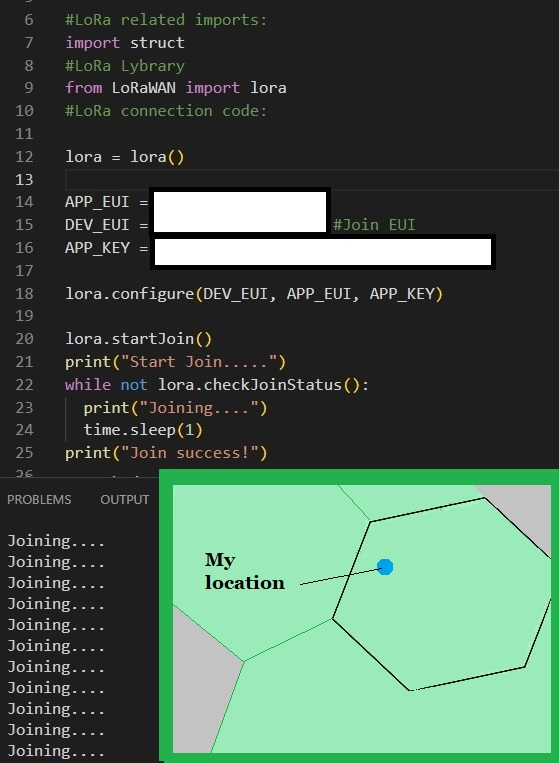 6 #LoRa related imports:
7 import struct
8 #LoRa Lybrary
9 from LoRaWAN import lora
10 #LoRa connection code:
11
12 lora = lora()
13
14 APP_EUI =
15 DEV_EUI = #Join EUI
16 APP_KEY =
17
18 lora.configure(DEV_EUI, APP_EUI, APP_KEY)
19
20 lora.startJoin()
21 print("Start Join.....")
22 while not lora.checkJoinStatus():
23 print("Joining....")
24 time.sleep(1)
25 print("Join success!")
26
PROBLEMS OUTPUT
Joining....
Joining....
Joining....
Joining....
Joining....
Joining....
Joining....
Joining....
Joining....
Joining....
Joining....
My
location